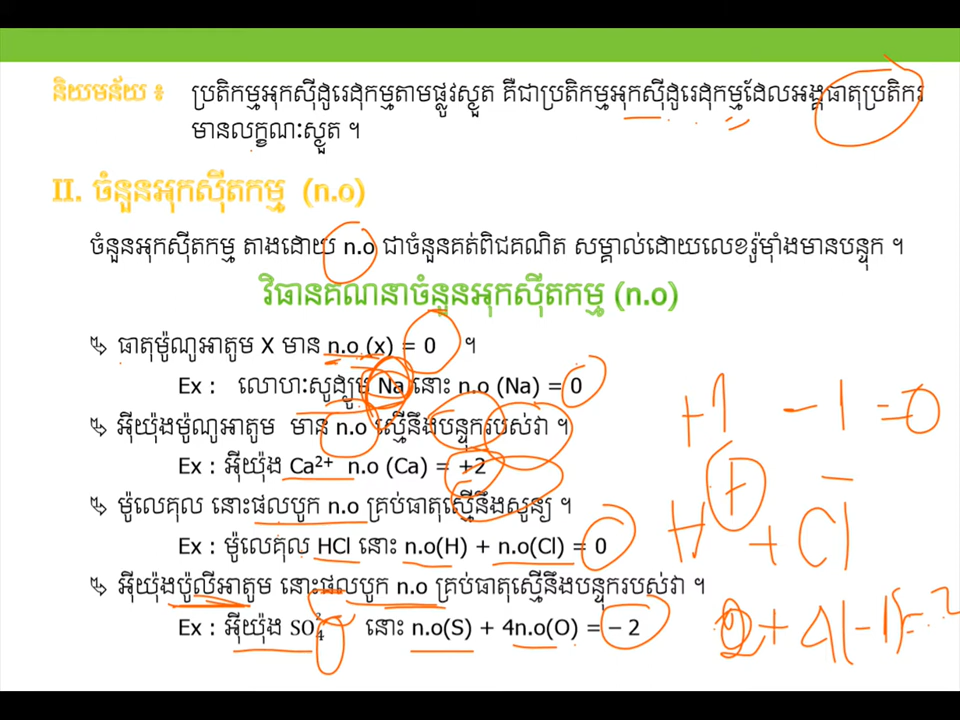 និយមន័យ ៖ ប្រតិកម្មអុកស៊ីដូរេដុកម្មតាមផ្លូវស្ងួត គឺជាប្រតិកម្មអុកស៊ីដូរេដុកម្មដែលអង្គធាតុប្រតិករ
មានលក្ខណៈស្ងួត ។
II. ចំនួនអុកស៊ីតកម្ម (n.o)
ចំនួនអុកស៊ីតកម្ម តាងដោយ n.o ជាចំនួនគត់ពិជគណិត សម្គាល់ដោយលេខរ៉ូម៉ាំងមានបន្ទុក ។
វិធានគណនាចំនួនអុកស៊ីតកម្ម (n.o)
ធាតុម៉ូណូអាតូម X មាន n.o (x) = 0 ។
Ex : លោហៈសូដ្យូម Na នោះ n.o (Na) = 0
អ៊ីយ៉ុងម៉ូណូអាតូម មាន n.o ស្មើនឹងបន្ទុករបស់វា ។
Ex : អ៊ីយ៉ុង Ca²⁺ n.o (Ca) = +2
ម៉ូលេគុល នោះផលបូក n.o គ្រប់ធាតុស្មើនឹងសូន្យ ។
Ex : ម៉ូលេគុល HCl នោះ n.o(H) + n.o(Cl) = 0
អ៊ីយ៉ុងប៉ូលីអាតូម នោះផលបូក n.o គ្រប់ធាតុស្មើនឹងបន្ទុករបស់វា ។
Ex : អ៊ីយ៉ុង SO₄²⁻ នោះ n.o(S) + 4n.o(O) = − 2
+1 −1 = 0
H⁺ + Cl⁻